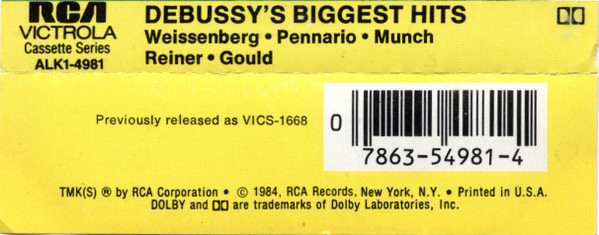 RCA
VICTROLA
Cassette Series
ALK1-4981
DEBUSSY'S BIGGEST HITS
Weissenberg • Pennario • Munch
Reiner • Gould
Previously released as VICS-1668
0 7863-54981-4
TMK(S) ® by RCA Corporation • © 1984, RCA Records, New York, N.Y. • Printed in U.S.A.
DOLBY and DD are trademarks of Dolby Laboratories, Inc.